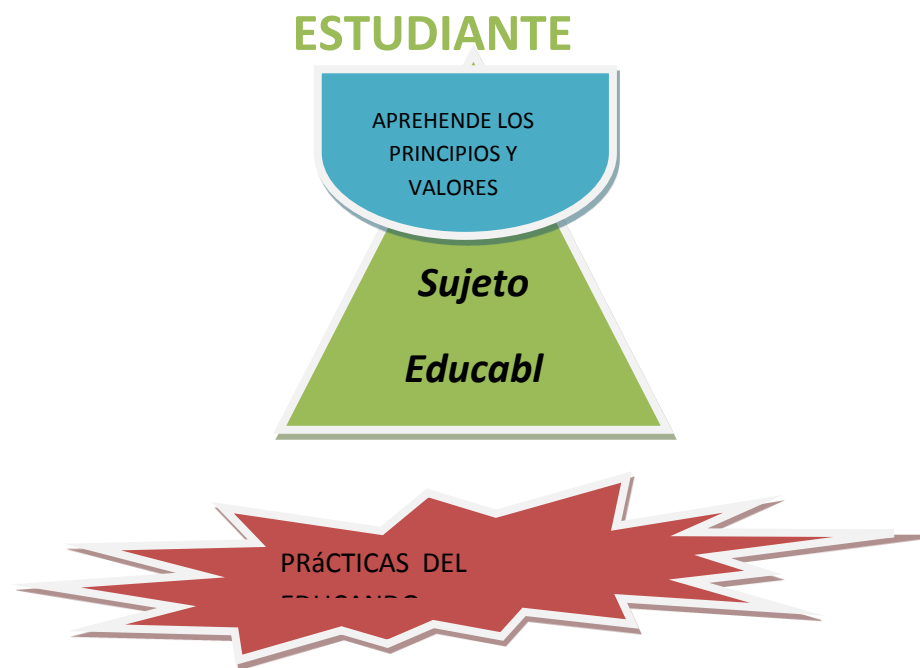 ESTUDIANTE
APREHENDE LOS
PRINCIPIOS Y
VALORES
Sujeto
Educabl
PRáCTICAS DEL